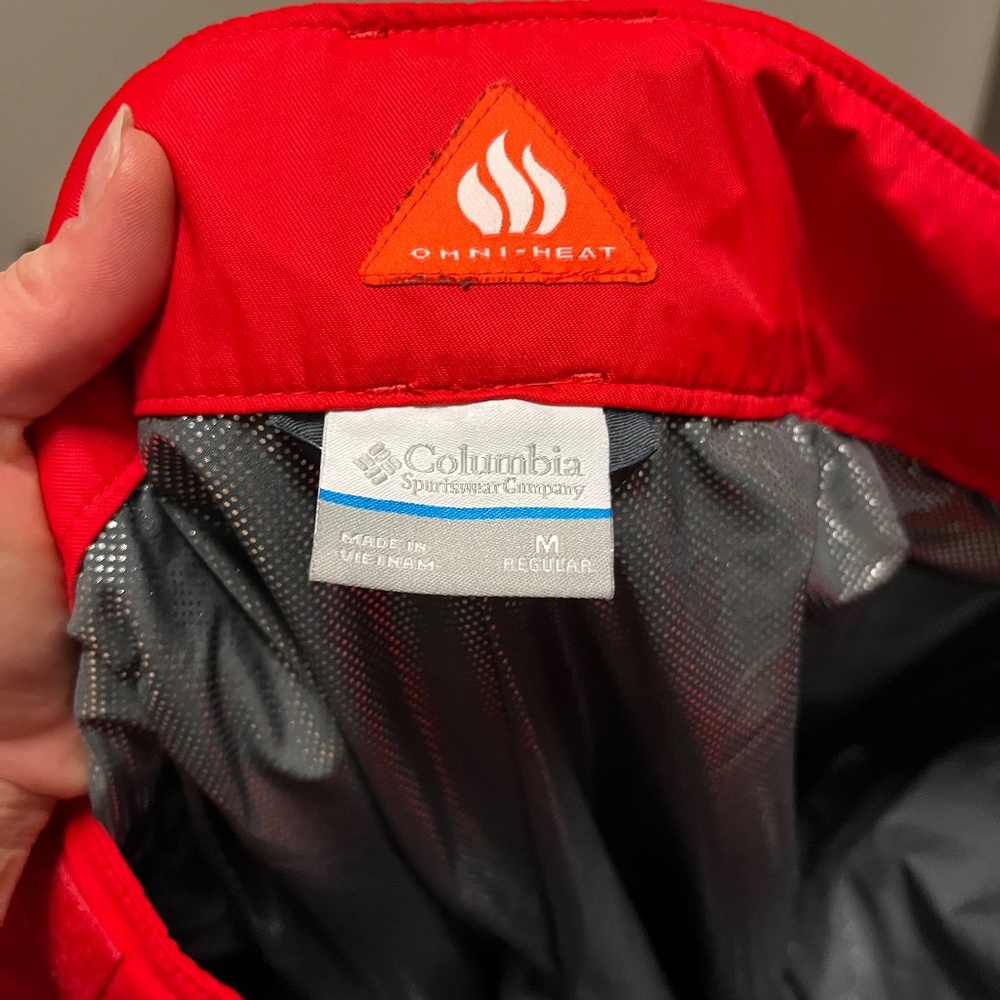 OMNI-HEAT
Columbia
Sportswear Company
MADE IN
VIETNAM
M
REGULAR